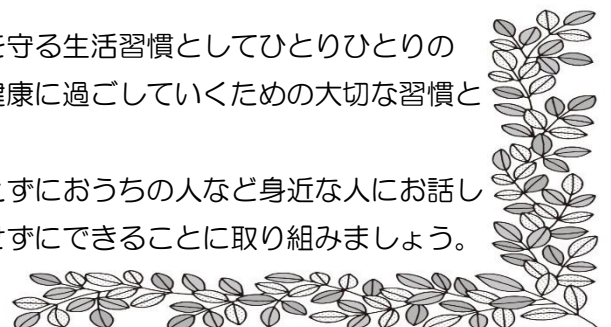 を守る生活習慣としてひとりひとりの
健康に過ごしていくための大切な習慣と
えずにおうちの人など身近な人にお話し
せずにできることに取り組みましょう。